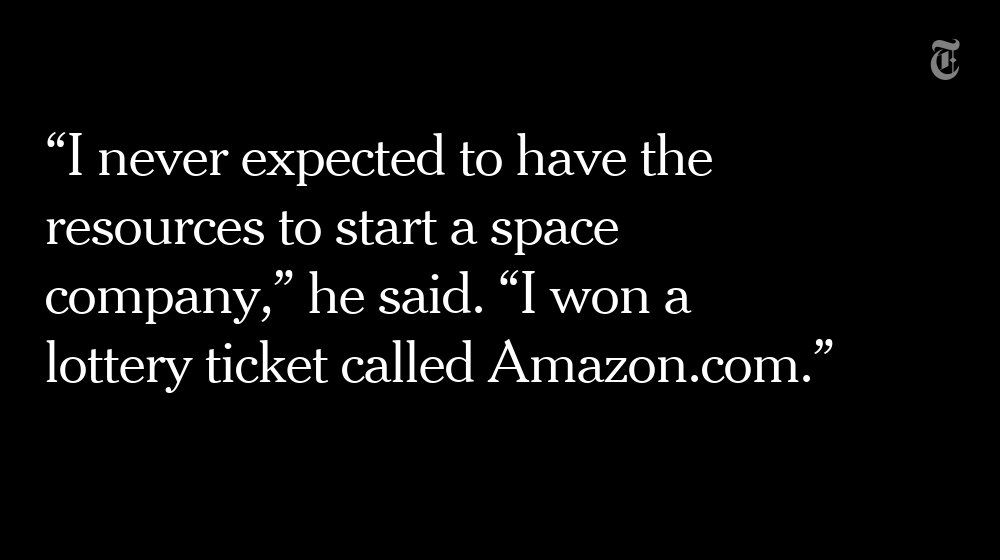 T
“I never expected to have the
resources to start a space
company,” he said. “I won a
lottery ticket called Amazon.com.”